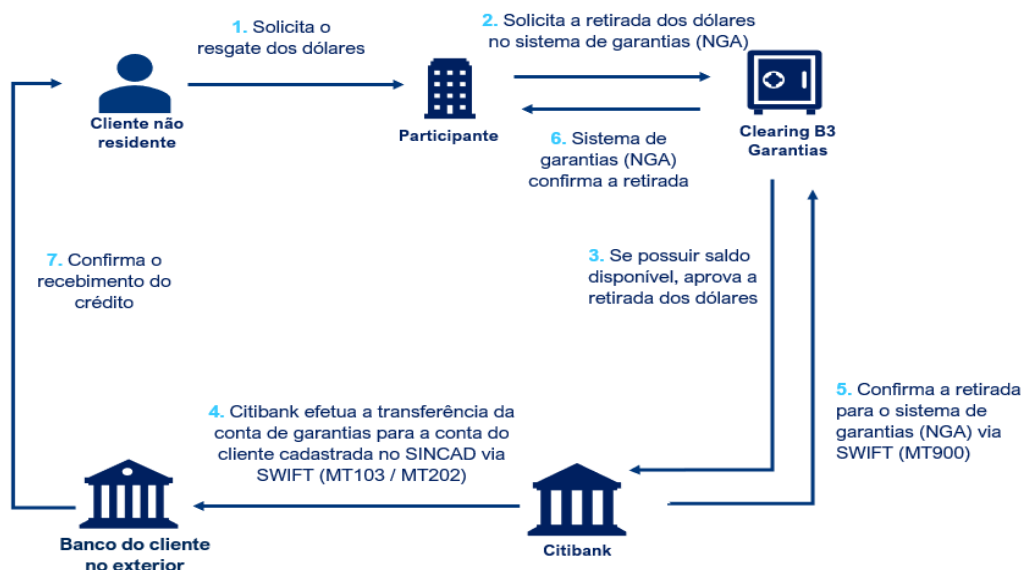 1. Solicita o
resgate dos dólares
2. Solicita a retirada dos dólares
no sistema de garantias (NGA)
Cliente não
residente
Participante
Clearing B3
Garantias
6. Sistema de
garantias (NGA)
confirma a retirada
7. Confirma o
recebimento do
crédito
3. Se possuir saldo
disponível, aprova a
retirada dos dólares
4. Citibank efetua a transferência da
conta de garantias para a conta do
cliente cadastrada no SINCAD via
SWIFT (MT103 / MT202)
5. Confirma a retirada
para o sistema de
garantias (NGA) via
SWIFT (MT900)
Banco do cliente
no exterior
Citibank